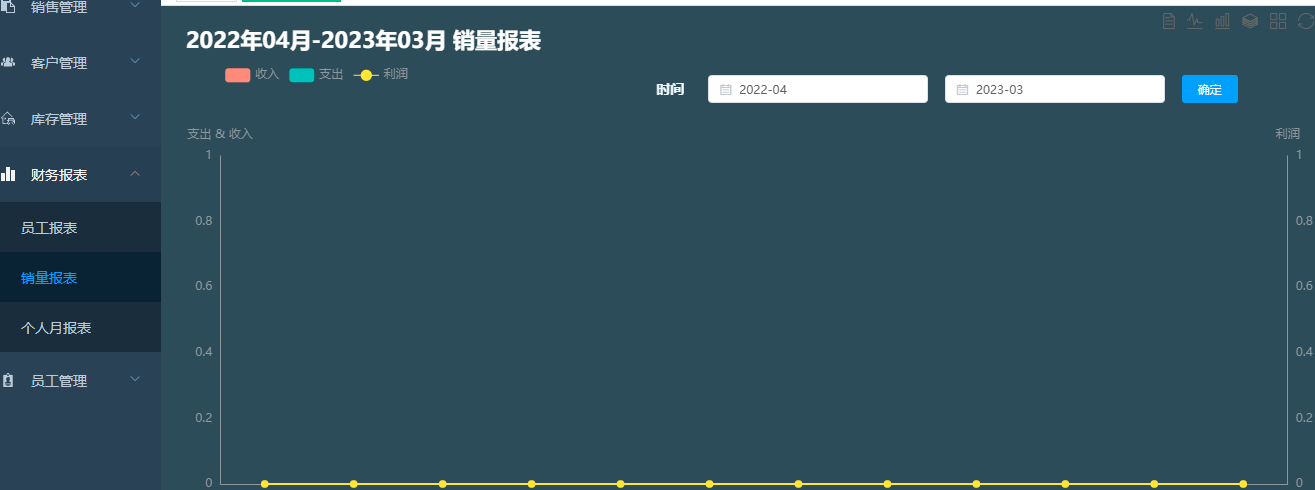 销售管理
客户管理
库存管理
财务报表
员工报表
销量报表
个人月报表
员工管理
2022年04月-2023年03月 销量报表
收入 支出 利润
时间 2022-04 2023-03 确定
支出 & 收入 利润
1 1
0.8 0.8
0.6 0.6
0.4 0.4
0.2 0.2
0 0